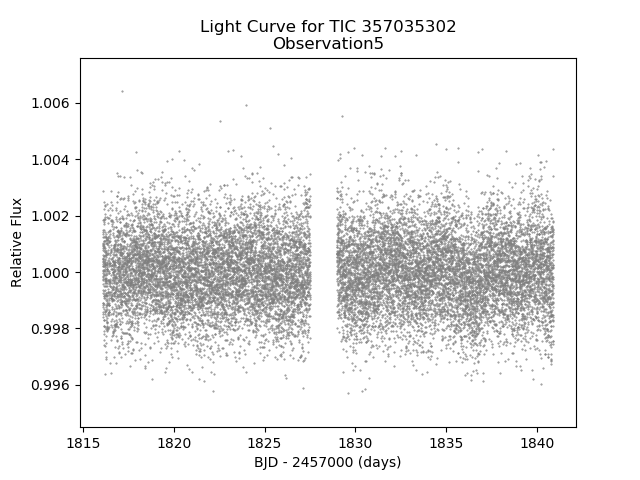 Light Curve for TIC 357035302
Observation5
1.006
1.004
1.002
1.000
0.998
0.996
Relative Flux
1815 1820 1825 1830 1835 1840
BJD - 2457000 (days)